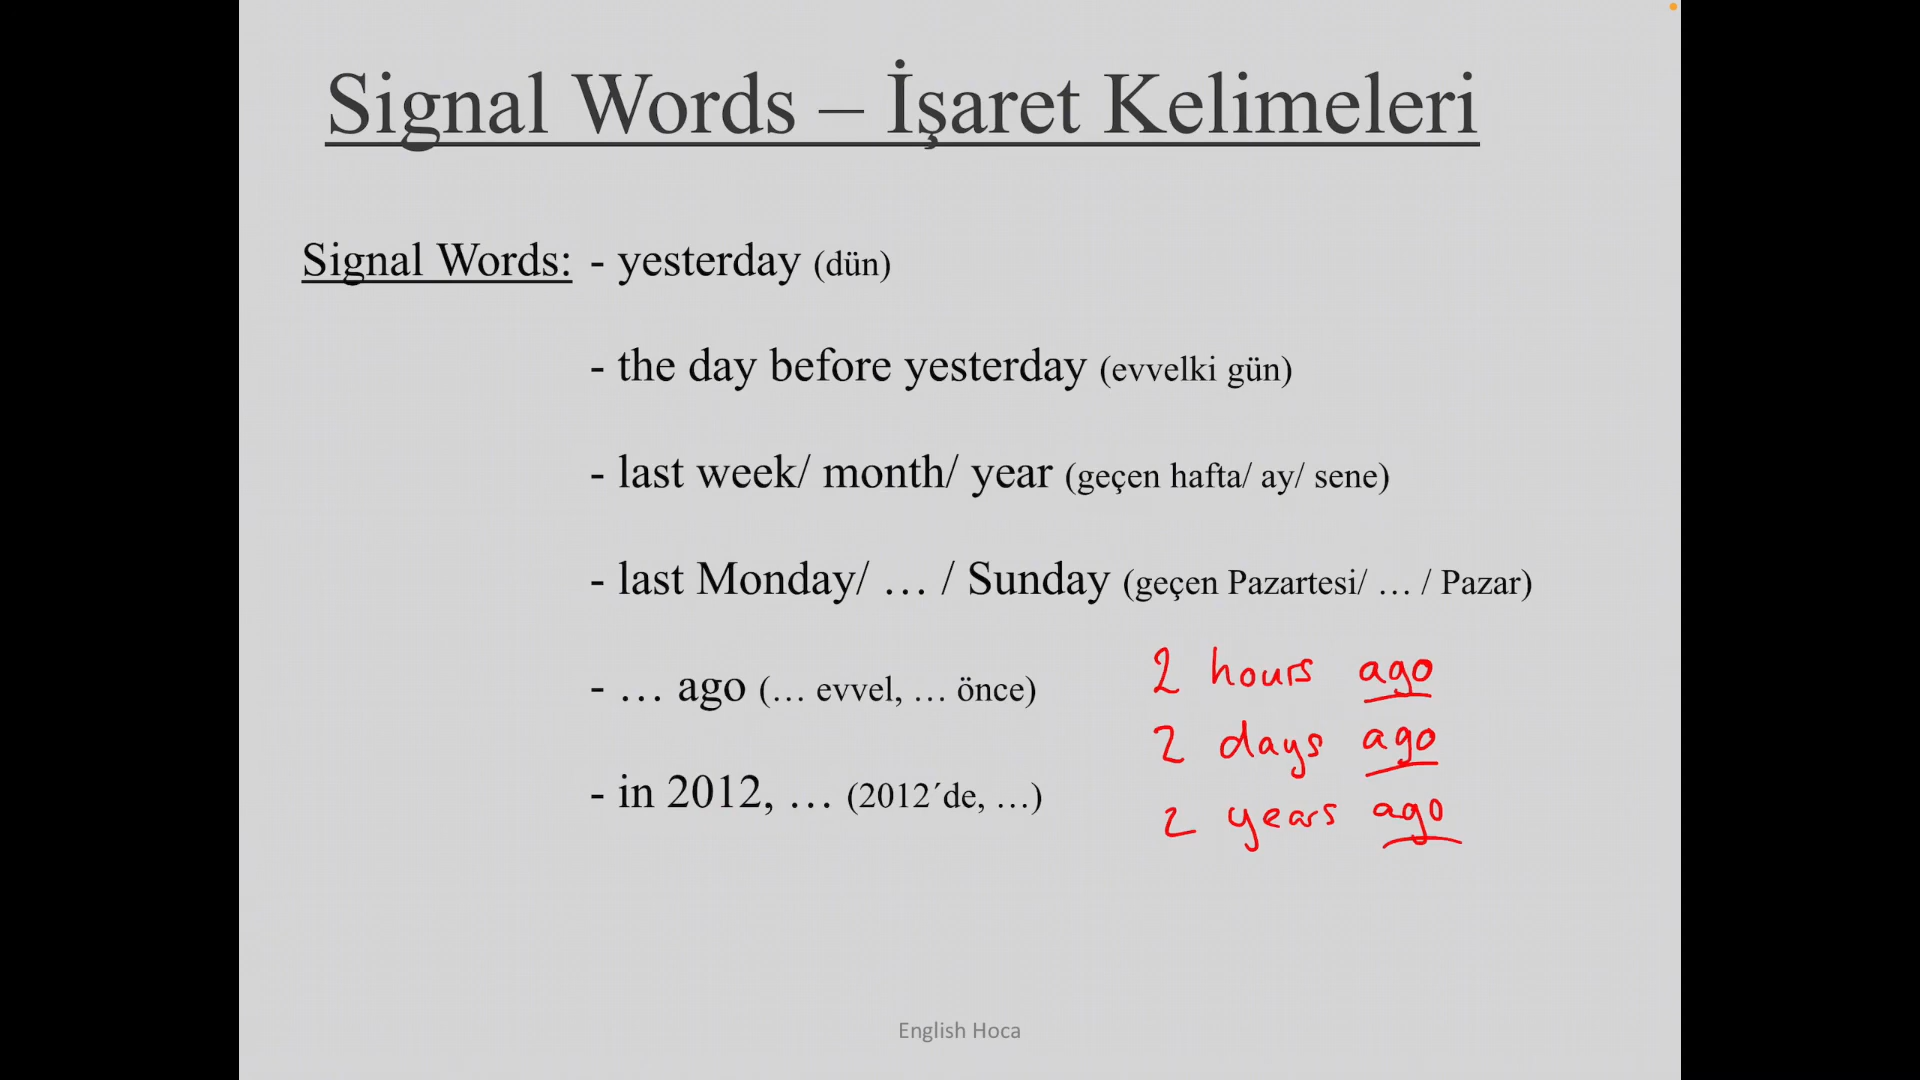 Signal Words – İşaret Kelimeleri
Signal Words: - yesterday (dün)
- the day before yesterday (evvelki gün)
- last week/ month/ year (geçen hafta/ ay/ sene)
- last Monday/ … / Sunday (geçen Pazartesi/ … / Pazar)
- … ago (… evvel, … önce)
- in 2012, … (2012´de, …)
2 hours ago
2 days ago
2 years ago
English Hoca